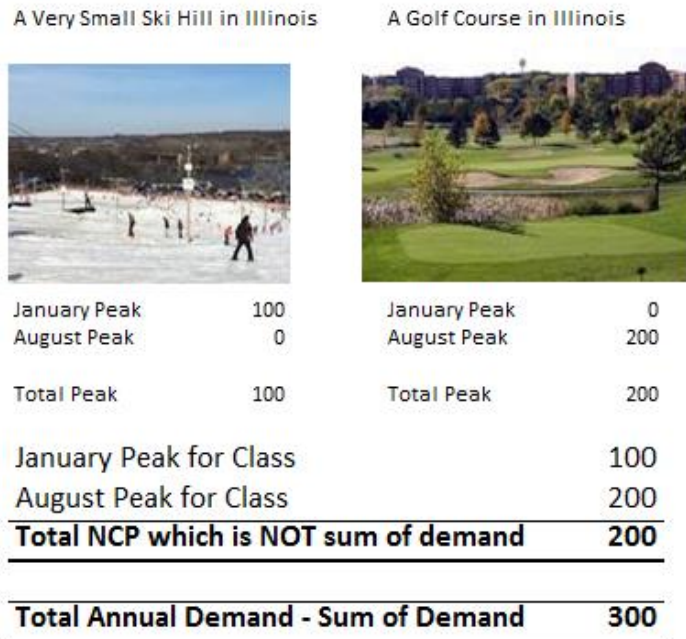 A Very Small Ski Hill in Illinois
A Golf Course in Illinois
January Peak 100
August Peak 0
Total Peak 100
January Peak 0
August Peak 200
Total Peak 200
January Peak for Class 100
August Peak for Class 200
Total NCP which is NOT sum of demand 200
Total Annual Demand - Sum of Demand 300